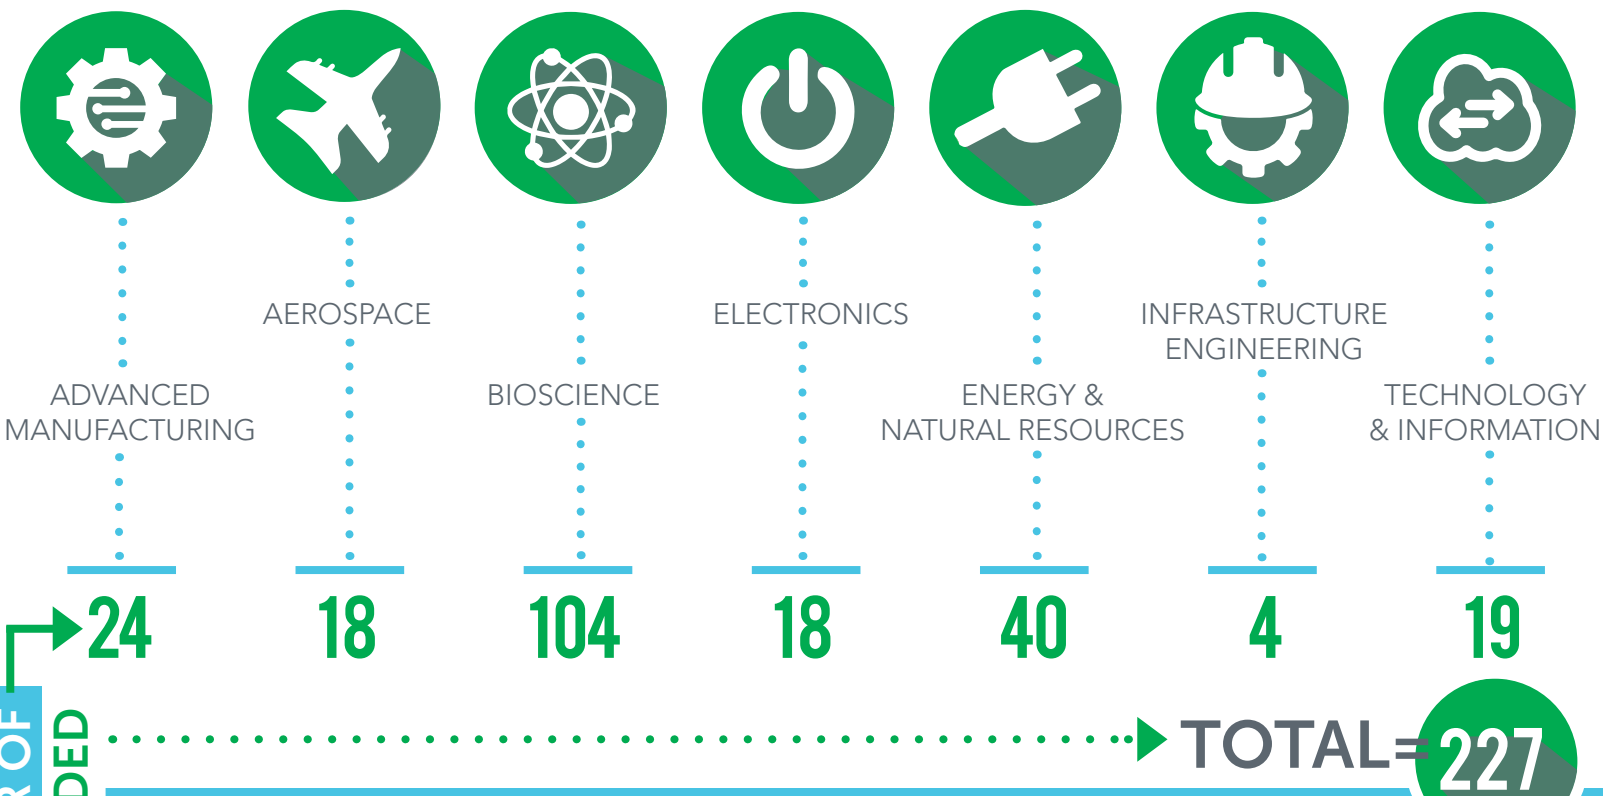 AEROSPACE
ELECTRONICS
INFRASTRUCTURE
ENGINEERING
ADVANCED
MANUFACTURING
BIOSCIENCE
ENERGY &
NATURAL RESOURCES
TECHNOLOGY
& INFORMATION
24
18
104
18
40
4
19
OF
TOTAL=
227